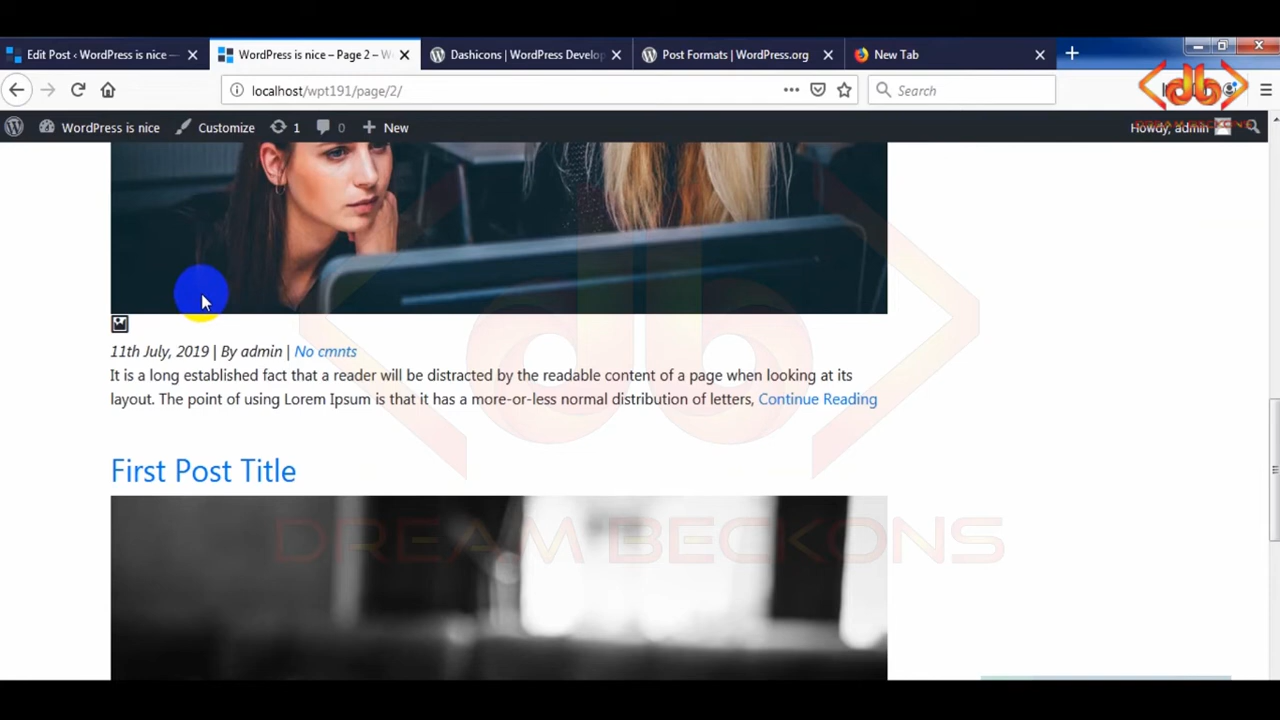 Edit Post ‹ WordPress is nice —
WordPress is nice – Page 2 – W
Dashicons | WordPress Develop
Post Formats | WordPress.org
New Tab
localhost/wpt191/page/2/
Search
WordPress is nice
Customize
1
0
New
Howdy, admin
11th July, 2019 | By admin | No cmnts
It is a long established fact that a reader will be distracted by the readable content of a page when looking at its
layout. The point of using Lorem Ipsum is that it has a more-or-less normal distribution of letters, Continue Reading
First Post Title
DREAM BECKONS
db
DREAM BECKONS